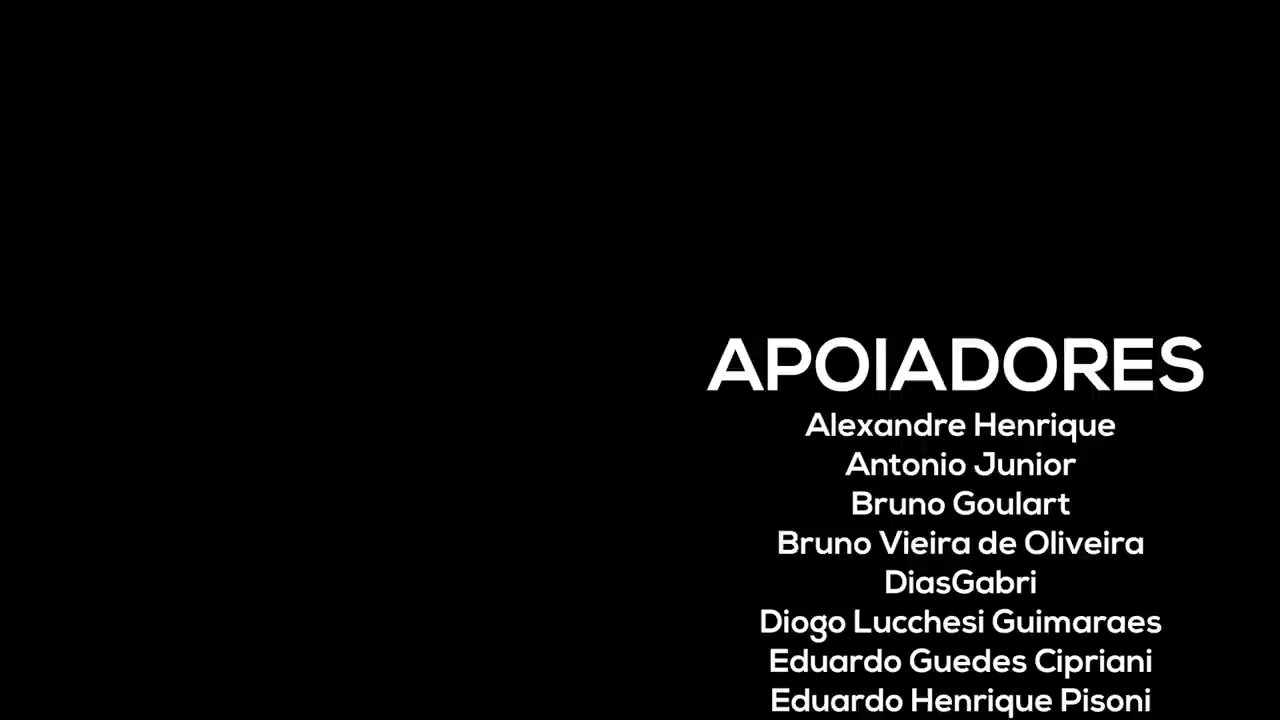 APOIADORES
Alexandre Henrique
Antonio Junior
Bruno Goulart
Bruno Vieira de Oliveira
DiasGabri
Diogo Lucchesi Guimaraes
Eduardo Guedes Cipriani
Eduardo Henrique Pisoni